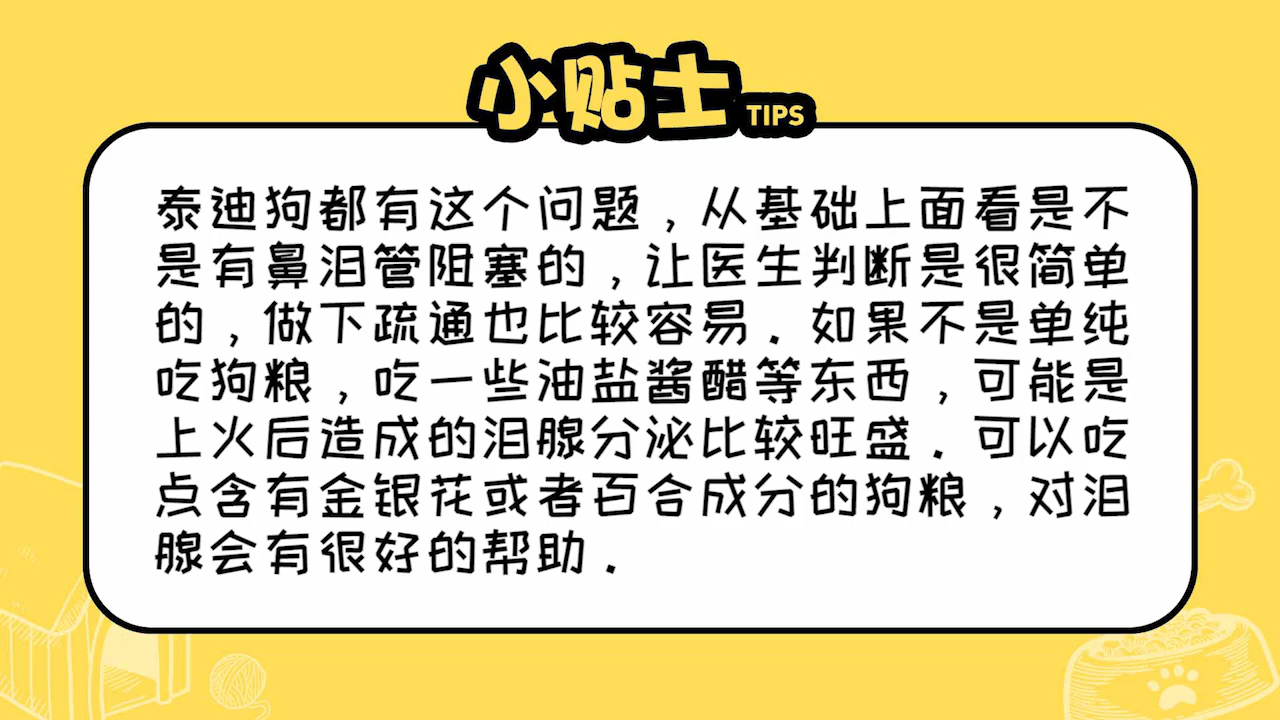 小贴士 TIPS
泰迪狗都有这个问题，从基础上面看是不
是有鼻泪管阻塞的，让医生判断是很简单
的，做下疏通也比较容易．如果不是单纯
吃狗粮，吃一些油盐酱醋等东西，可能是
上火后造成的泪腺分泌比较旺盛．可以吃
点含有金银花或者百合成分的狗粮，对泪
腺会有很好的帮助．